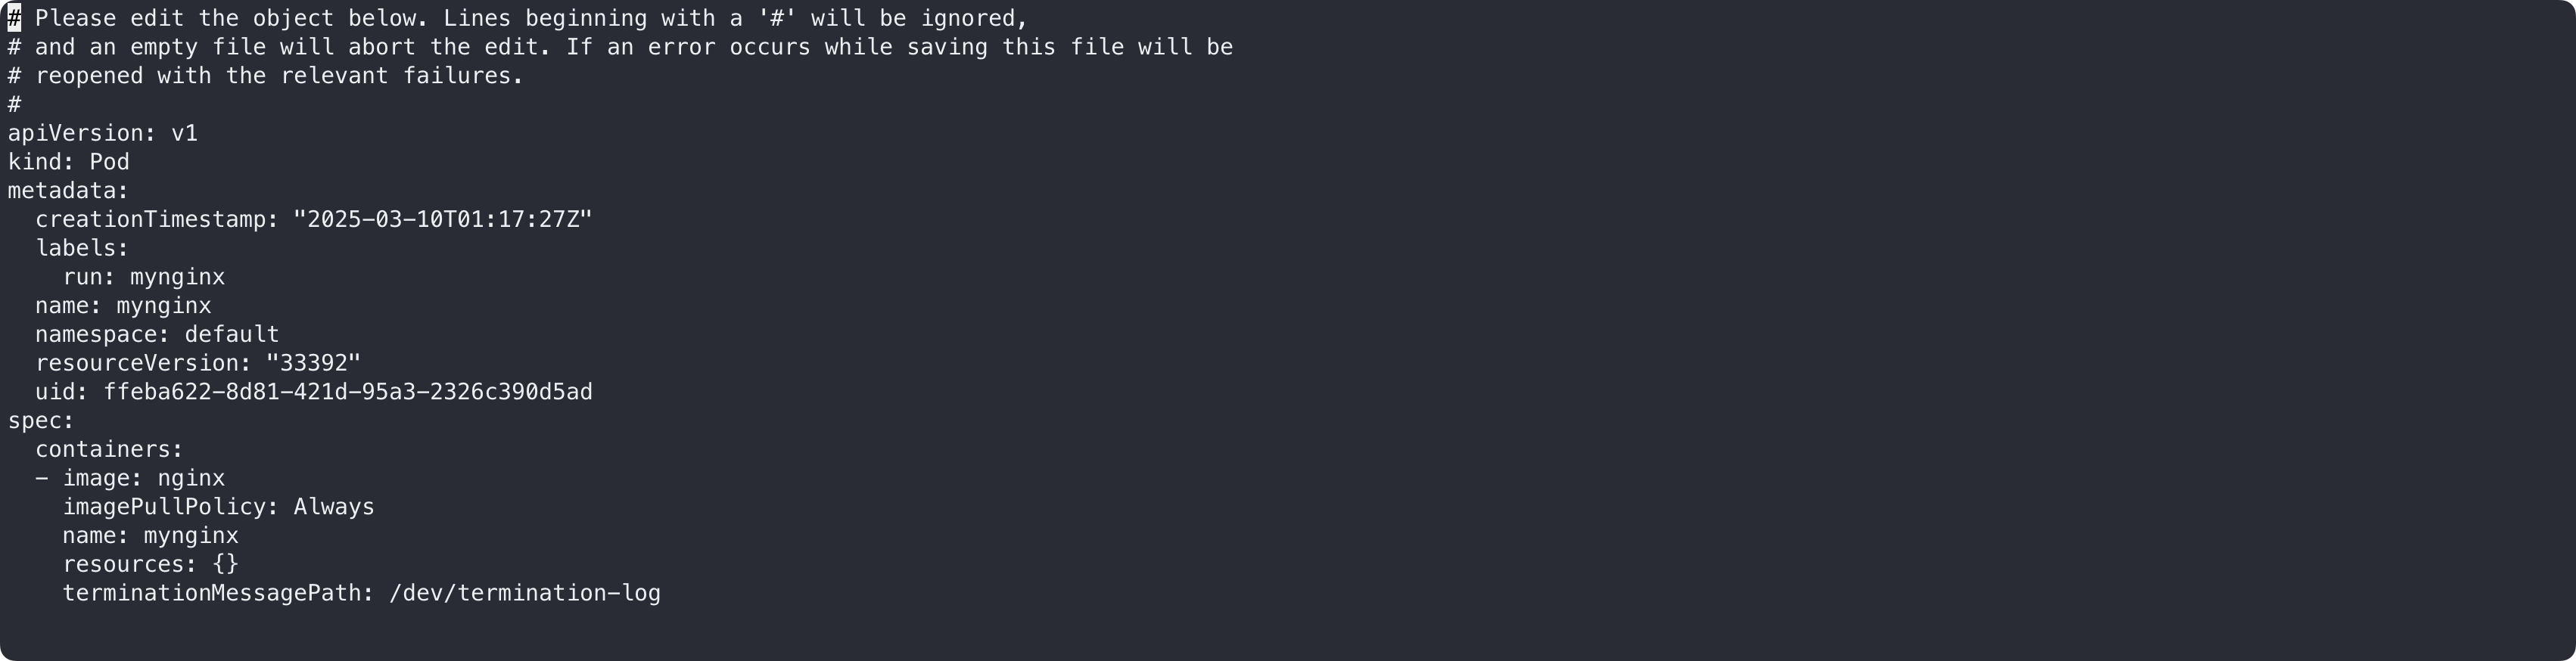 # Please edit the object below. Lines beginning with a '#' will be ignored,
# and an empty file will abort the edit. If an error occurs while saving this file will be
# reopened with the relevant failures.
#
apiVersion: v1
kind: Pod
metadata:
  creationTimestamp: "2025-03-10T01:17:27Z"
  labels:
    run: mynginx
  name: mynginx
  namespace: default
  resourceVersion: "33392"
  uid: ffeba622-8d81-421d-95a3-2326c390d5ad
spec:
  containers:
  - image: nginx
    imagePullPolicy: Always
    name: mynginx
    resources: {}
    terminationMessagePath: /dev/termination-log